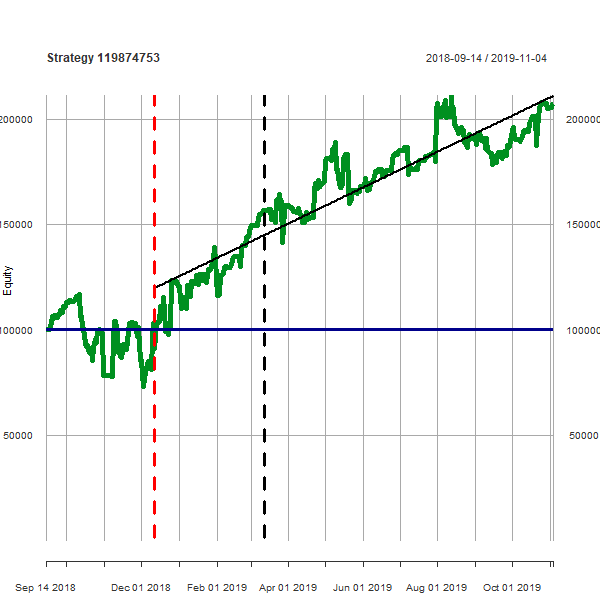 Strategy 119874753
2018-09-14 / 2019-11-04
200000
200000
150000
150000
Equity
100000
100000
50000
50000
Sep 14 2018
Dec 01 2018
Feb 01 2019
Apr 01 2019
Jun 01 2019
Aug 01 2019
Oct 01 2019